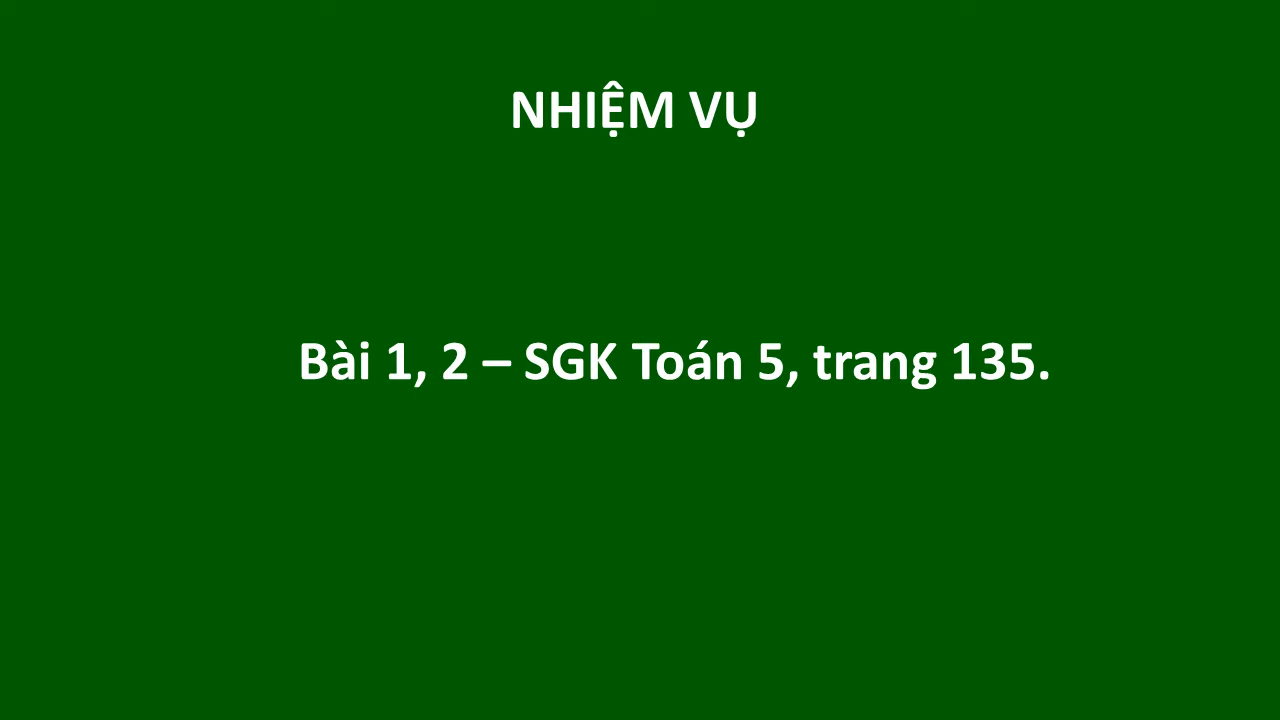 NHIỆM VỤ
Bài 1, 2 – SGK Toán 5, trang 135.